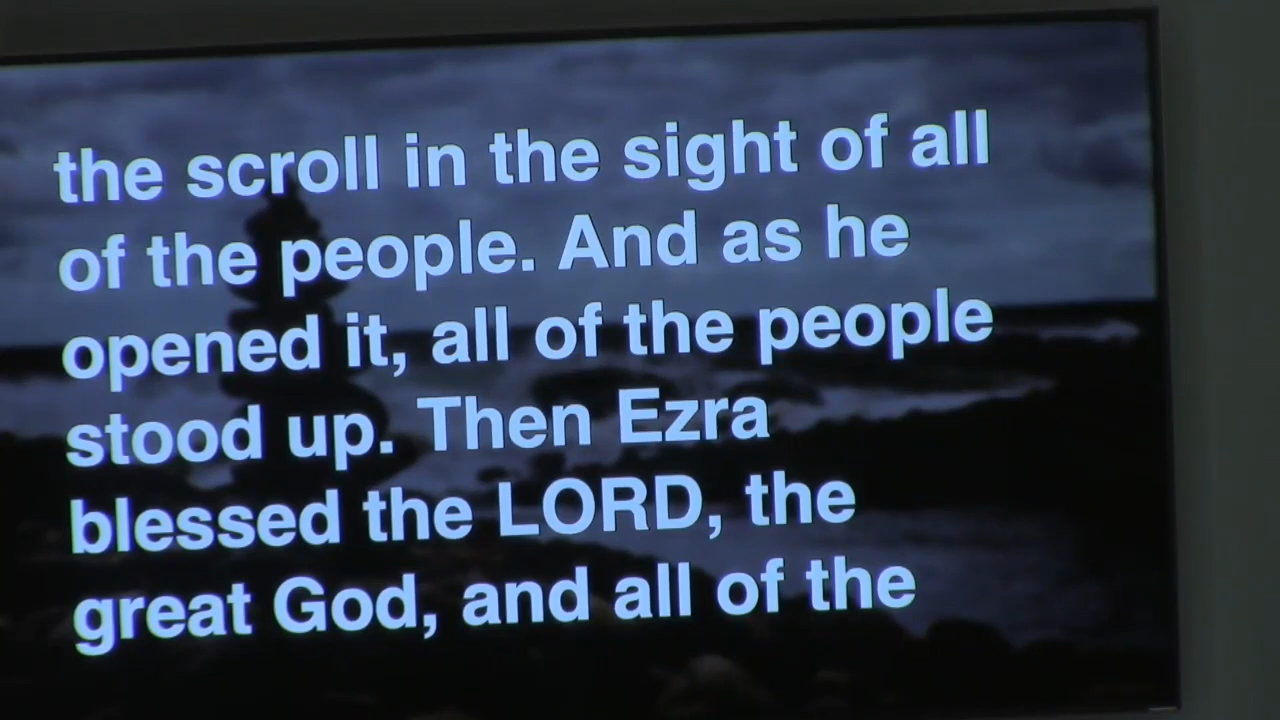 the scroll in the sight of all
of the people. And as he
opened it, all of the people
stood up. Then Ezra
blessed the LORD, the
great God, and all of the